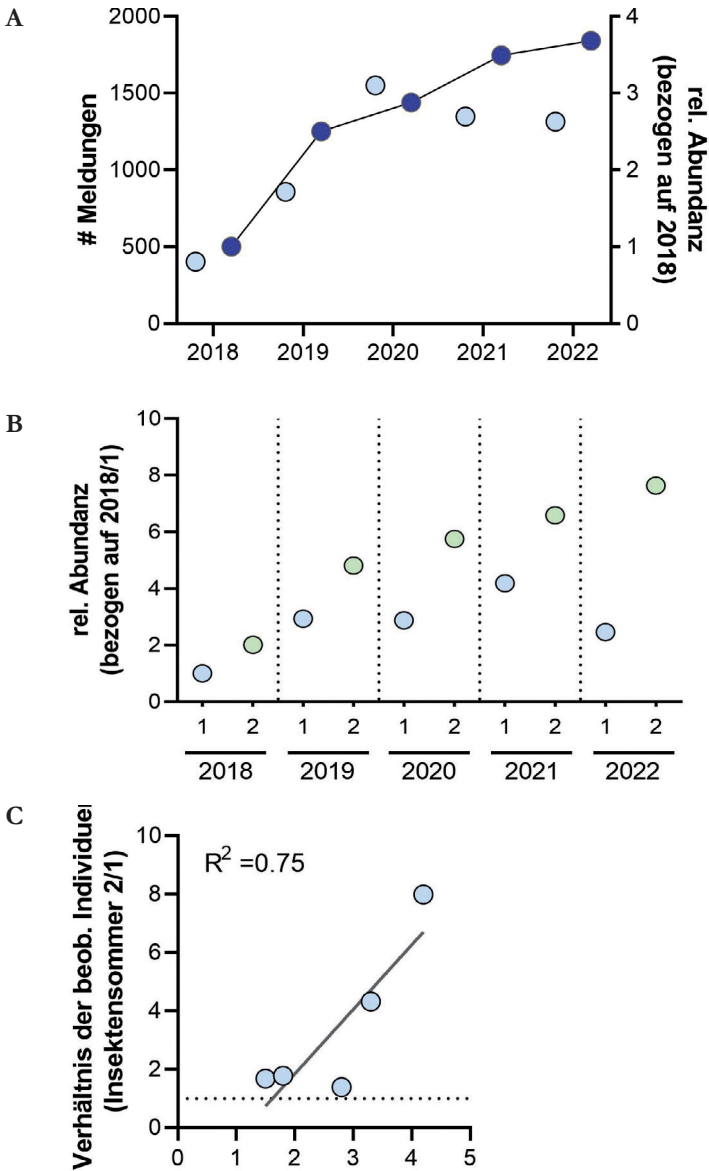 A
# Meldungen
2000
1500
1000
500
0
4
3
2
1
0
rel. Abundanz
(bezogen auf 2018)
2018 2019 2020 2021 2022
B
rel. Abundanz
(bezogen auf 2018/1)
10
8
6
4
2
0
1 2 1 2 1 2 1 2 1 2
2018 2019 2020 2021 2022
C
Verhältnis der beob. Individuel
(Insektensommer 2/1)
10
8
6
4
2
0
R² =0.75
0 1 2 3 4 5